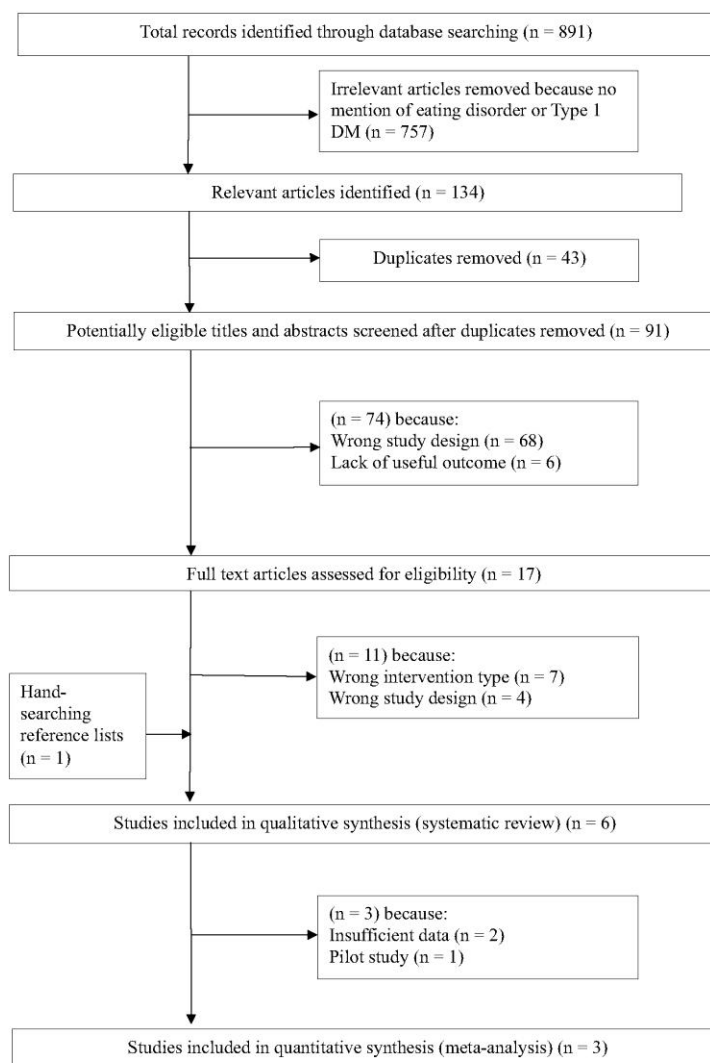 Total records identified through database searching (n = 891)
Irrelevant articles removed because no
mention of eating disorder or Type 1
DM (n = 757)
Relevant articles identified (n = 134)
Duplicates removed (n = 43)
Potentially eligible titles and abstracts screened after duplicates removed (n = 91)
(n = 74) because:
Wrong study design (n = 68)
Lack of useful outcome (n = 6)
Full text articles assessed for eligibility (n = 17)
(n = 11) because:
Wrong intervention type (n = 7)
Wrong study design (n = 4)
Hand-
searching
reference lists
(n = 1)
Studies included in qualitative synthesis (systematic review) (n = 6)
(n = 3) because:
Insufficient data (n = 2)
Pilot study (n = 1)
Studies included in quantitative synthesis (meta-analysis) (n = 3)